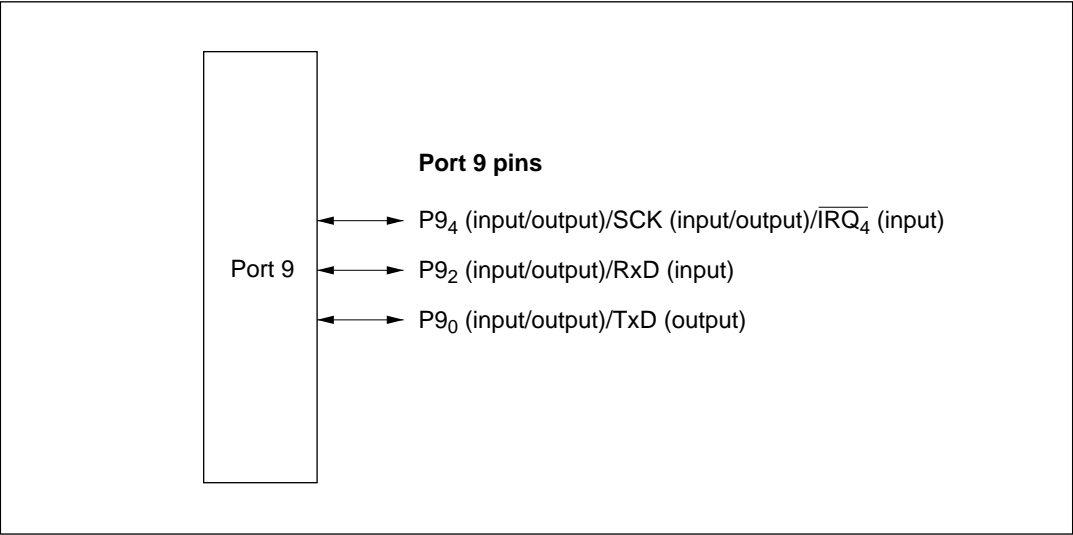 Port 9 pins
P9₄ (input/output)/SCK (input/output)/I̅R̅Q̅₄̅ (input)
Port 9
P9₂ (input/output)/RxD (input)
P9₀ (input/output)/TxD (output)